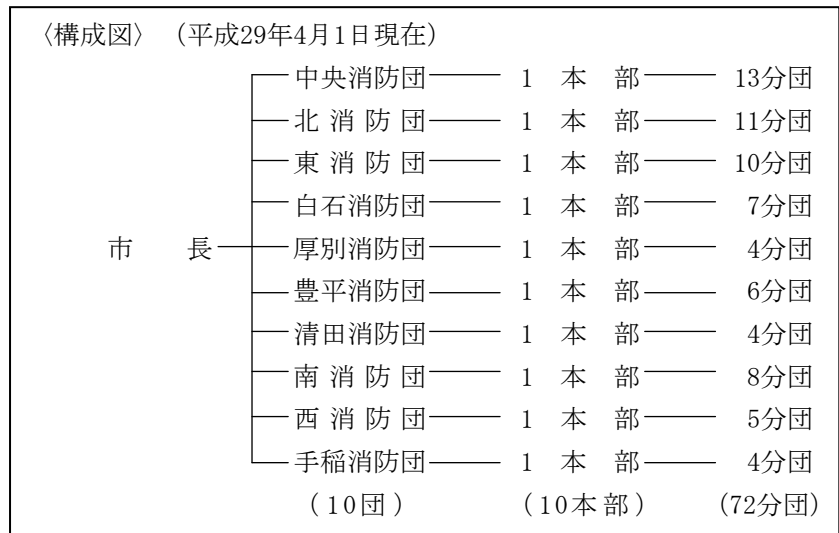 〈構成図〉（平成29年4月1日現在）
中央消防団 1 本 部 13分団
北 消 防 団 1 本 部 11分団
東 消 防 団 1 本 部 10分団
白石消防団 1 本 部 7分団
市 長 厚別消防団 1 本 部 4分団
豊平消防団 1 本 部 6分団
清田消防団 1 本 部 4分団
南 消 防 団 1 本 部 8分団
西 消 防 団 1 本 部 5分団
手稲消防団 1 本 部 4分団
（10団） （10本部） （72分団）